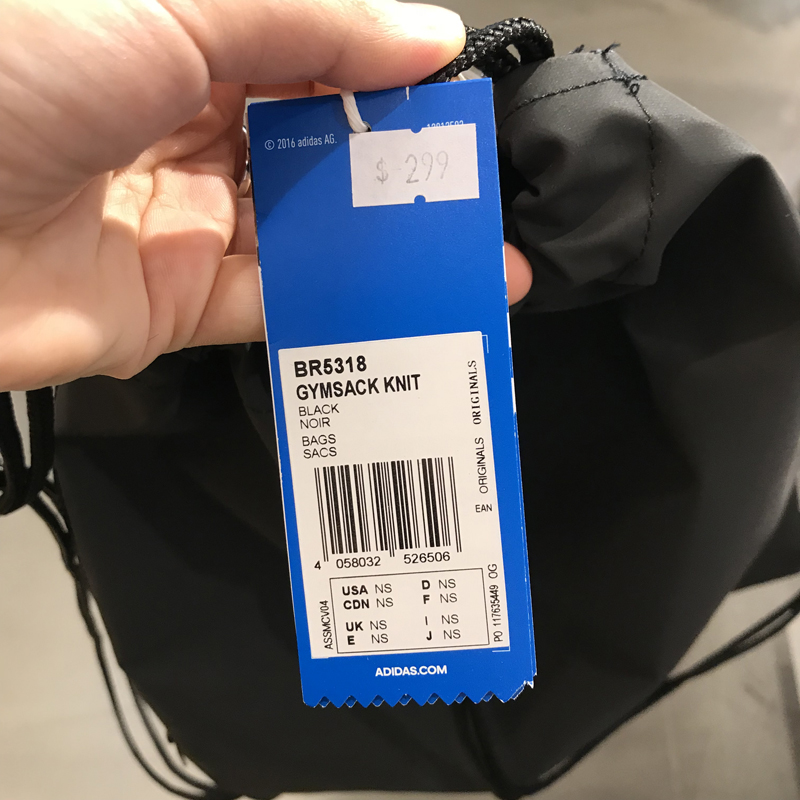 © 2016 adidas AG.
$ 299
BR5318
GYMSACK KNIT
BLACK
NOIR
BAGS
SACS
ORIGINALS
ORIGINALS
EAN
4 058032 526506
USA NS D NS
CDN NS F NS
UK NS I NS
E NS J NS
ASSMCV04
PO 117635449 OG
ADIDAS.COM